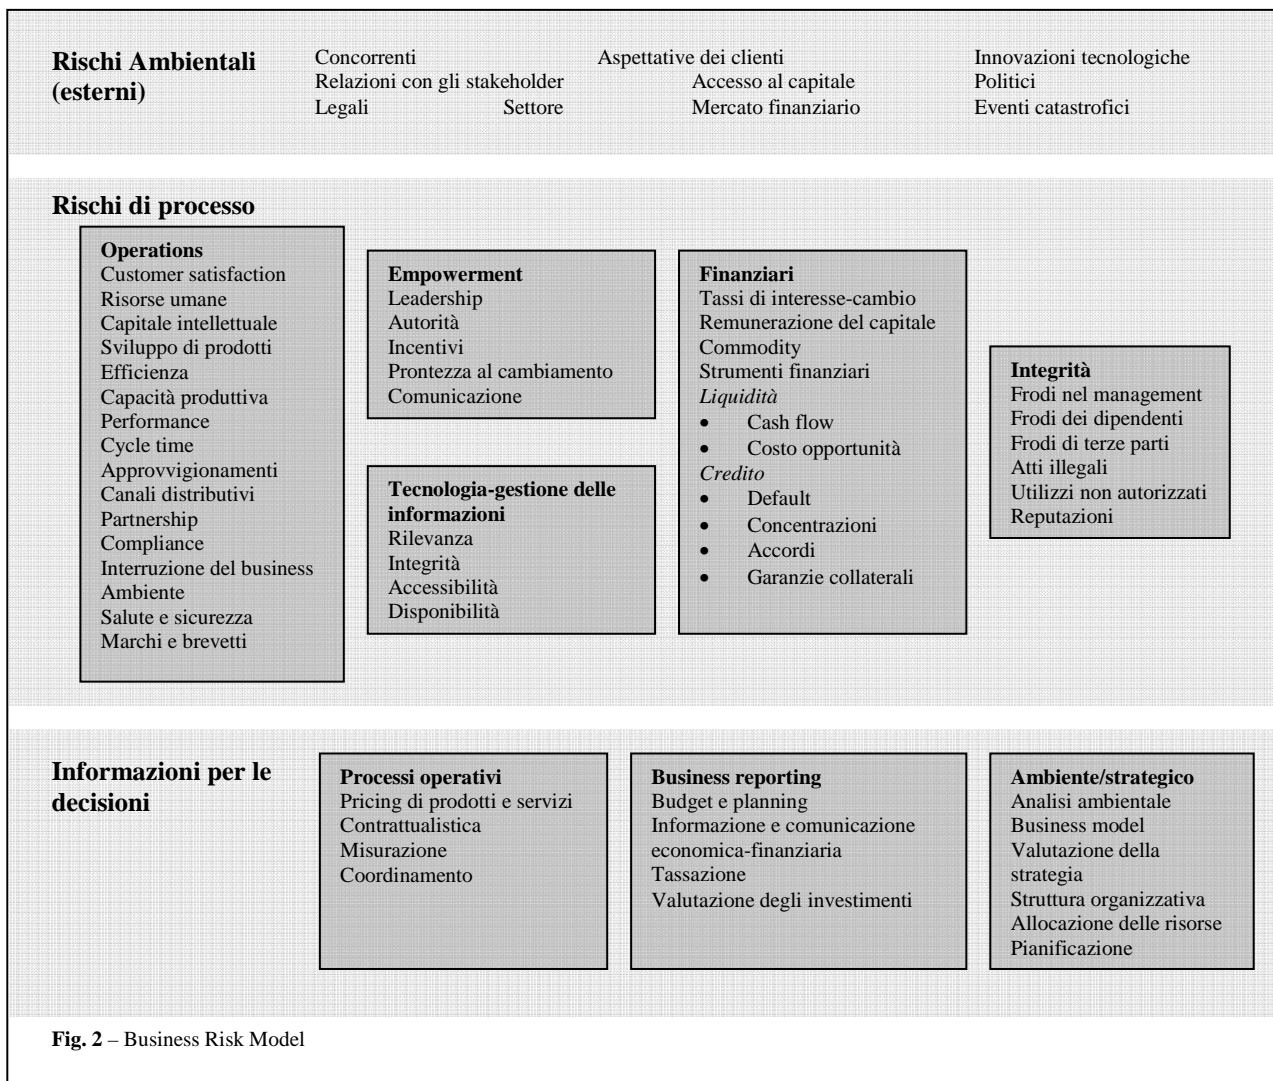 Rischi Ambientali
(esterni)
Concorrenti Aspettative dei clienti Innovazioni tecnologiche
Relazioni con gli stakeholder Accesso al capitale Politici
Legali Settore Mercato finanziario Eventi catastrofici
Rischi di processo
Operations
Customer satisfaction
Risorse umane
Capitale intellettuale
Sviluppo di prodotti
Efficienza
Capacità produttiva
Performance
Cycle time
Approvvigionamenti
Canali distributivi
Partnership
Compliance
Interruzione del business
Ambiente
Salute e sicurezza
Marchi e brevetti
Empowerment
Leadership
Autorità
Incentivi
Prontezza al cambiamento
Comunicazione
Tecnologia-gestione delle
informazioni
Rilevanza
Integrità
Accessibilità
Disponibilità
Finanziari
Tassi di interesse-cambio
Remunerazione del capitale
Commodity
Strumenti finanziari
Liquidità
• Cash flow
• Costo opportunità
Credito
• Default
• Concentrazioni
• Accordi
• Garanzie collaterali
Integrità
Frodi nel management
Frodi dei dipendenti
Frodi di terze parti
Atti illegali
Utilizzi non autorizzati
Reputazioni
Informazioni per le
decisioni
Processi operativi
Pricing di prodotti e servizi
Contrattualistica
Misurazione
Coordinamento
Business reporting
Budget e planning
Informazione e comunicazione
economica-finanziaria
Tassazione
Valutazione degli investimenti
Ambiente/strategico
Analisi ambientale
Business model
Valutazione della
strategia
Struttura organizzativa
Allocazione delle risorse
Pianificazione
Fig. 2 – Business Risk Model